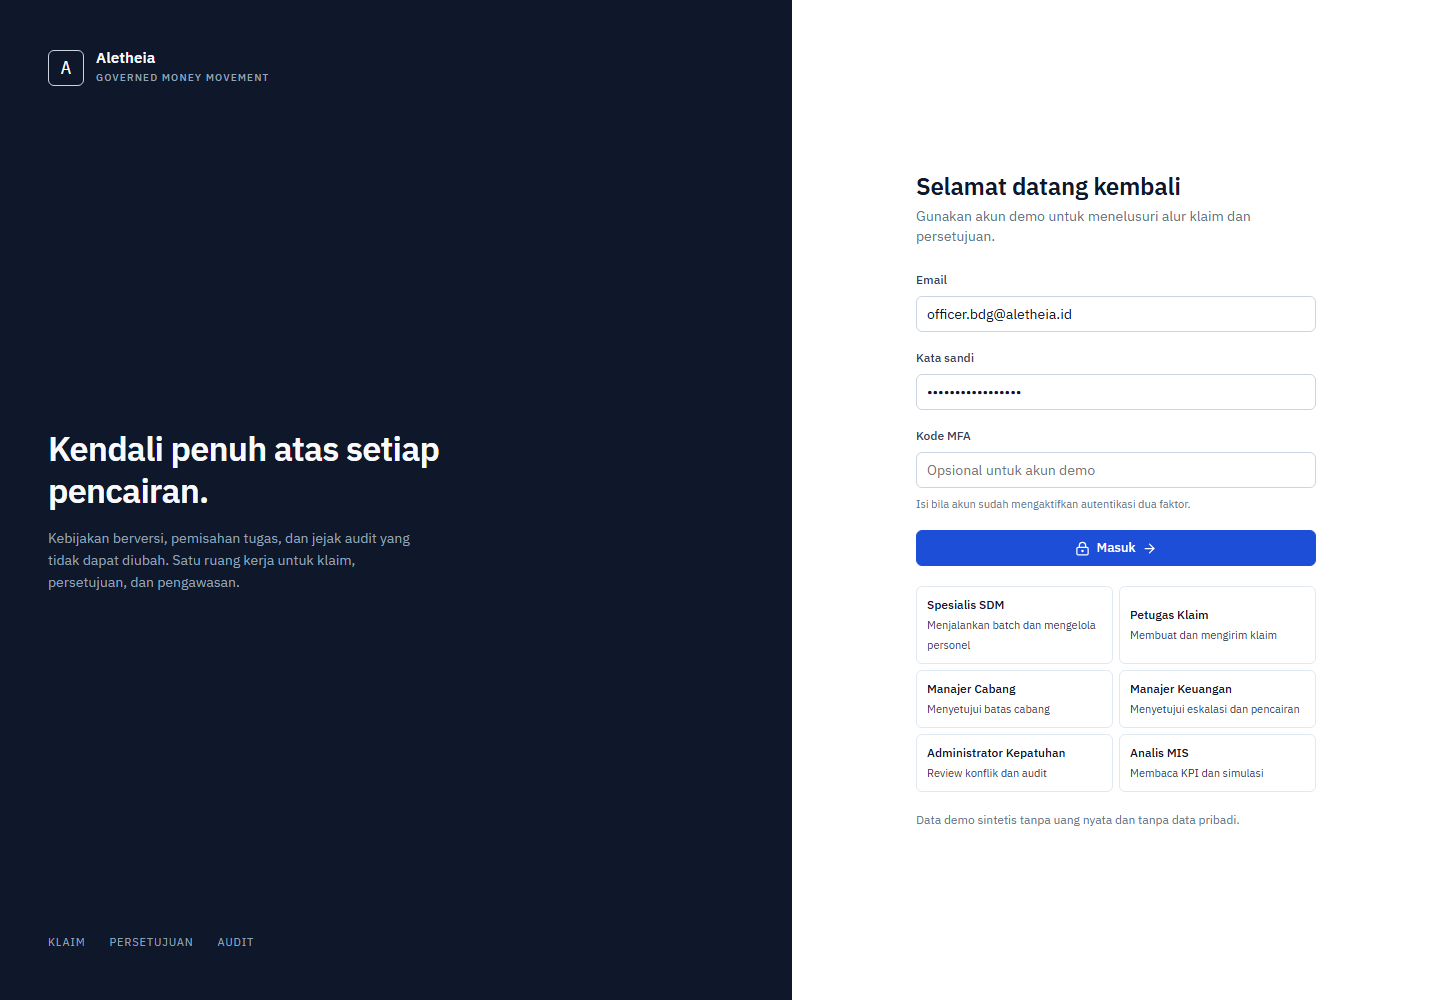 A
Aletheia
GOVERNED MONEY MOVEMENT
Kendali penuh atas setiap
pencairan.
Kebijakan berversi, pemisahan tugas, dan jejak audit yang
tidak dapat diubah. Satu ruang kerja untuk klaim,
persetujuan, dan pengawasan.
KLAIM PERSETUJUAN AUDIT
Selamat datang kembali
Gunakan akun demo untuk menelusuri alur klaim dan
persetujuan.
Email
officer.bdg@aletheia.id
Kata sandi
•••••••••••••••••
Kode MFA
Opsional untuk akun demo
Isi bila akun sudah mengaktifkan autentikasi dua faktor.
Masuk →
Spesialis SDM
Menjalankan batch dan mengelola
personel
Petugas Klaim
Membuat dan mengirim klaim
Manajer Cabang
Menyetujui batas cabang
Manajer Keuangan
Menyetujui eskalasi dan pencairan
Administrator Kepatuhan
Review konflik dan audit
Analis MIS
Membaca KPI dan simulasi
Data demo sintetis tanpa uang nyata dan tanpa data pribadi.